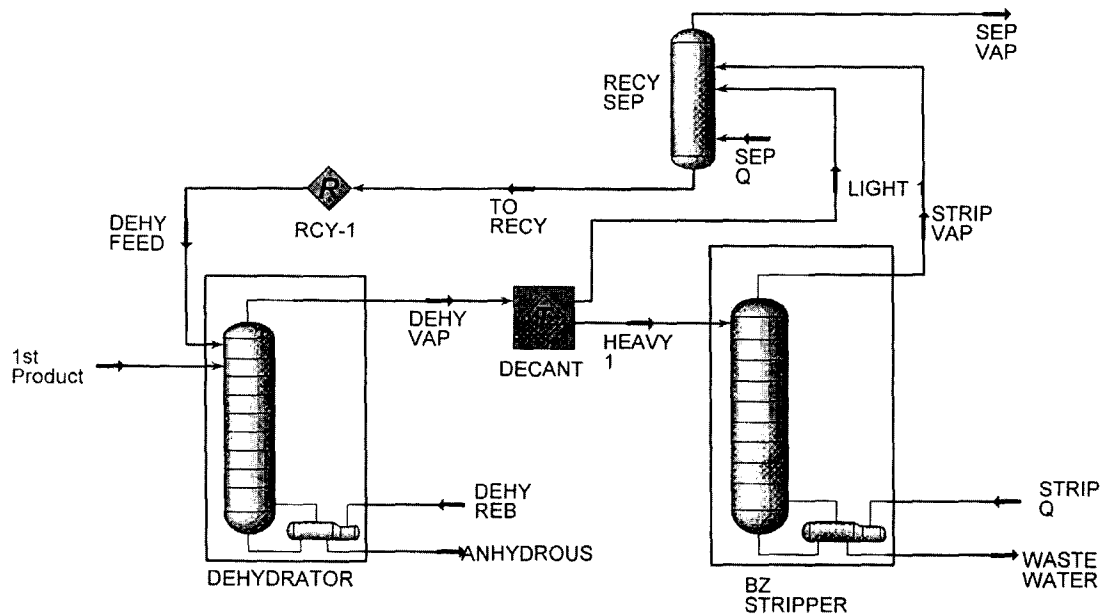 SEP
VAP
RECY
SEP
SEP
Q
LIGHT 1
STRIP
VAP
TO
RECY
R
RCY-1
DEHY
FEED
DEHY
VAP
DECANT
HEAVY
1
1st
Product
DEHY
REB
ANHYDROUS
DEHYDRATOR
STRIP
Q
WASTE
WATER
BZ
STRIPPER